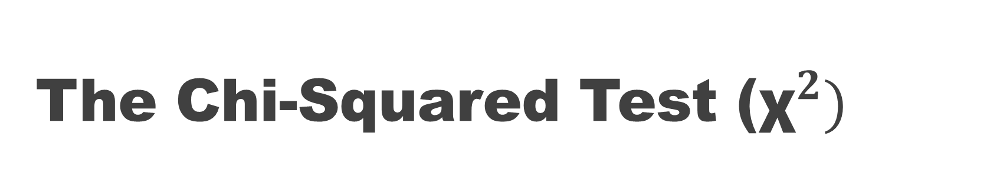 The Chi-Squared Test (χ²)